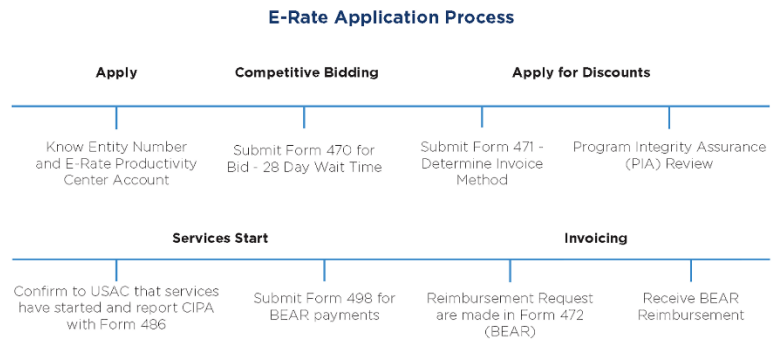 E-Rate Application Process
Apply
Competitive Bidding
Apply for Discounts
Know Entity Number
and E-Rate Productivity
Center Account
Submit Form 470 for
Bid - 28 Day Wait Time
Submit Form 471 -
Determine Invoice
Method
Program Integrity Assurance
(PIA) Review
Services Start
Invoicing
Confirm to USAC that services
have started and report CIPA
with Form 486
Submit Form 498 for
BEAR payments
Reimbursement Request
are made in Form 472
(BEAR)
Receive BEAR
Reimbursement